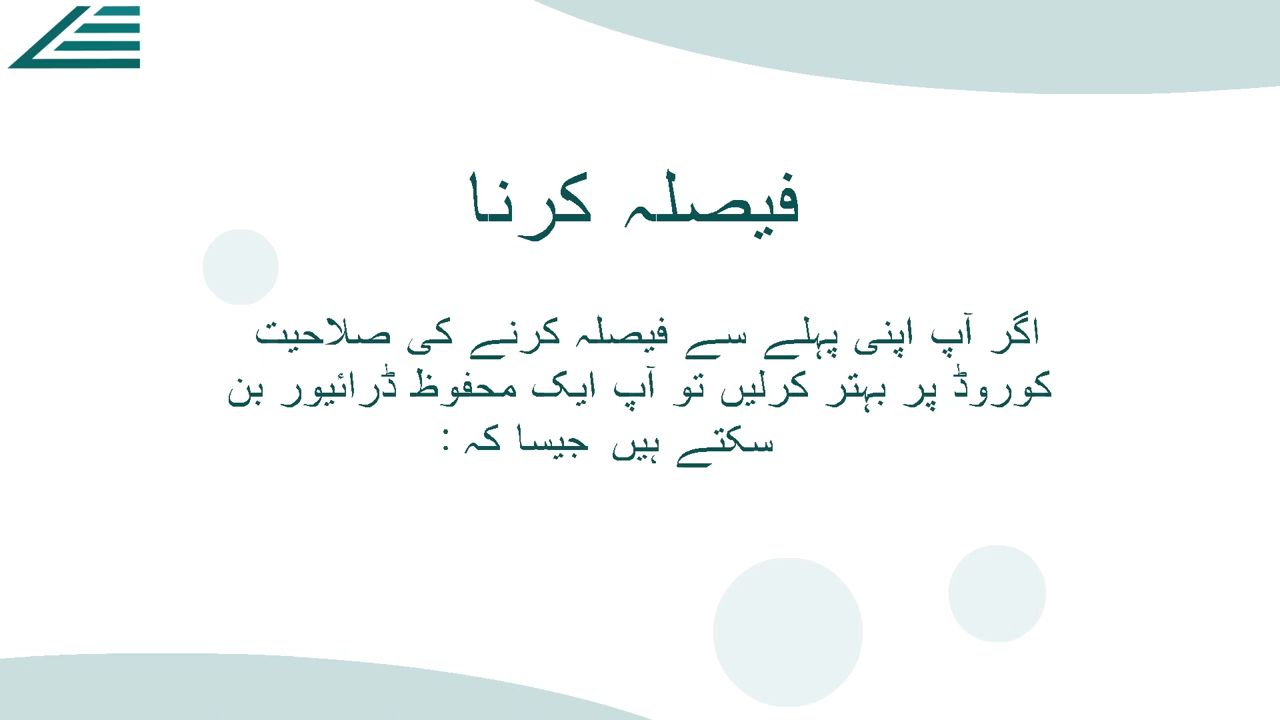 فیصلہ کرنا
اگر آپ اپنی پہلے سے فیصلہ کرنے کی صلاحیت
کوروڈ پر بہتر کرلیں تو آپ ایک محفوظ ڈرائیور بن
سکتے ہیں جیسا کہ :